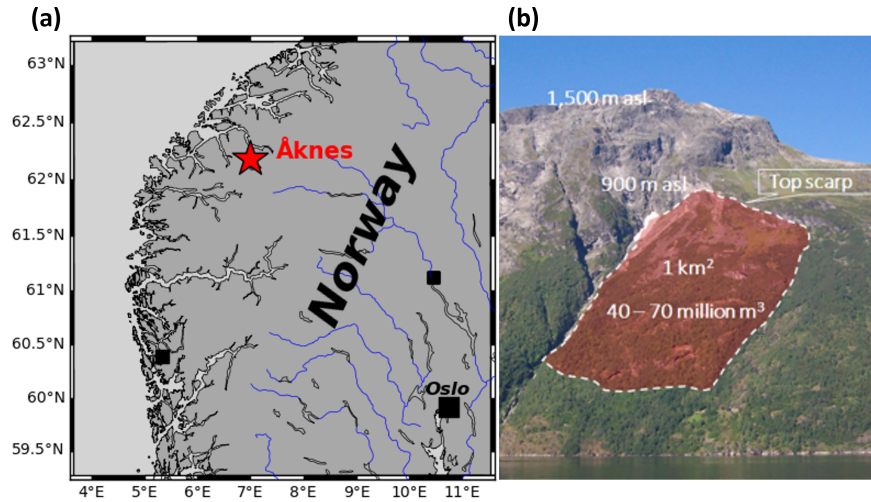 (a)
63°N
62.5°N
62°N
61.5°N
61°N
60.5°N
60°N
59.5°N
4°E 5°E 6°E 7°E 8°E 9°E 10°E 11°E
Åknes
Norway
Oslo
(b)
1,500 m asl
900 m asl
Top scarp
1 km²
40 – 70 million m³